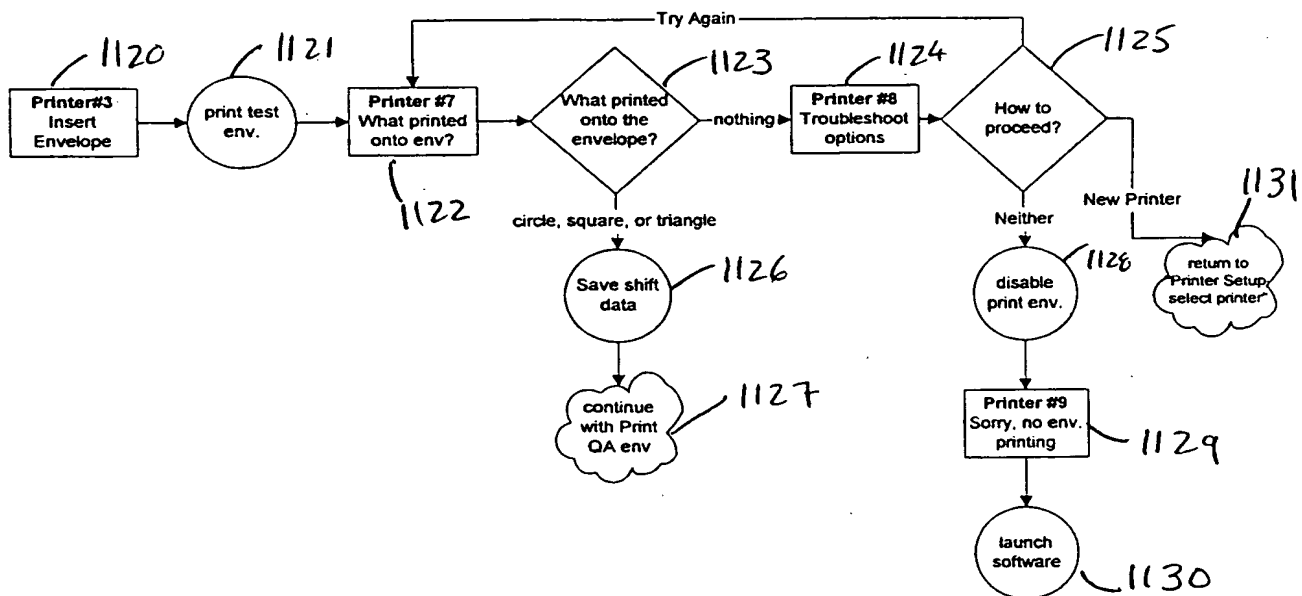 Try Again
1120
1121
1123
1124
1125
Printer#3
Insert
Envelope
print test
env.
Printer #7
What printed
onto env?
What printed
onto the
envelope?
nothing
Printer #8
Troubleshoot
options
How to
proceed?
1122
circle, square, or triangle
Neither
New Printer
1131
Save shift
data
1126
disable
print env.
1128
return to
"Printer Setup,
select printer"
continue
with Print
QA env
1127
Printer #9
Sorry, no env.
printing
1129
launch
software
1130